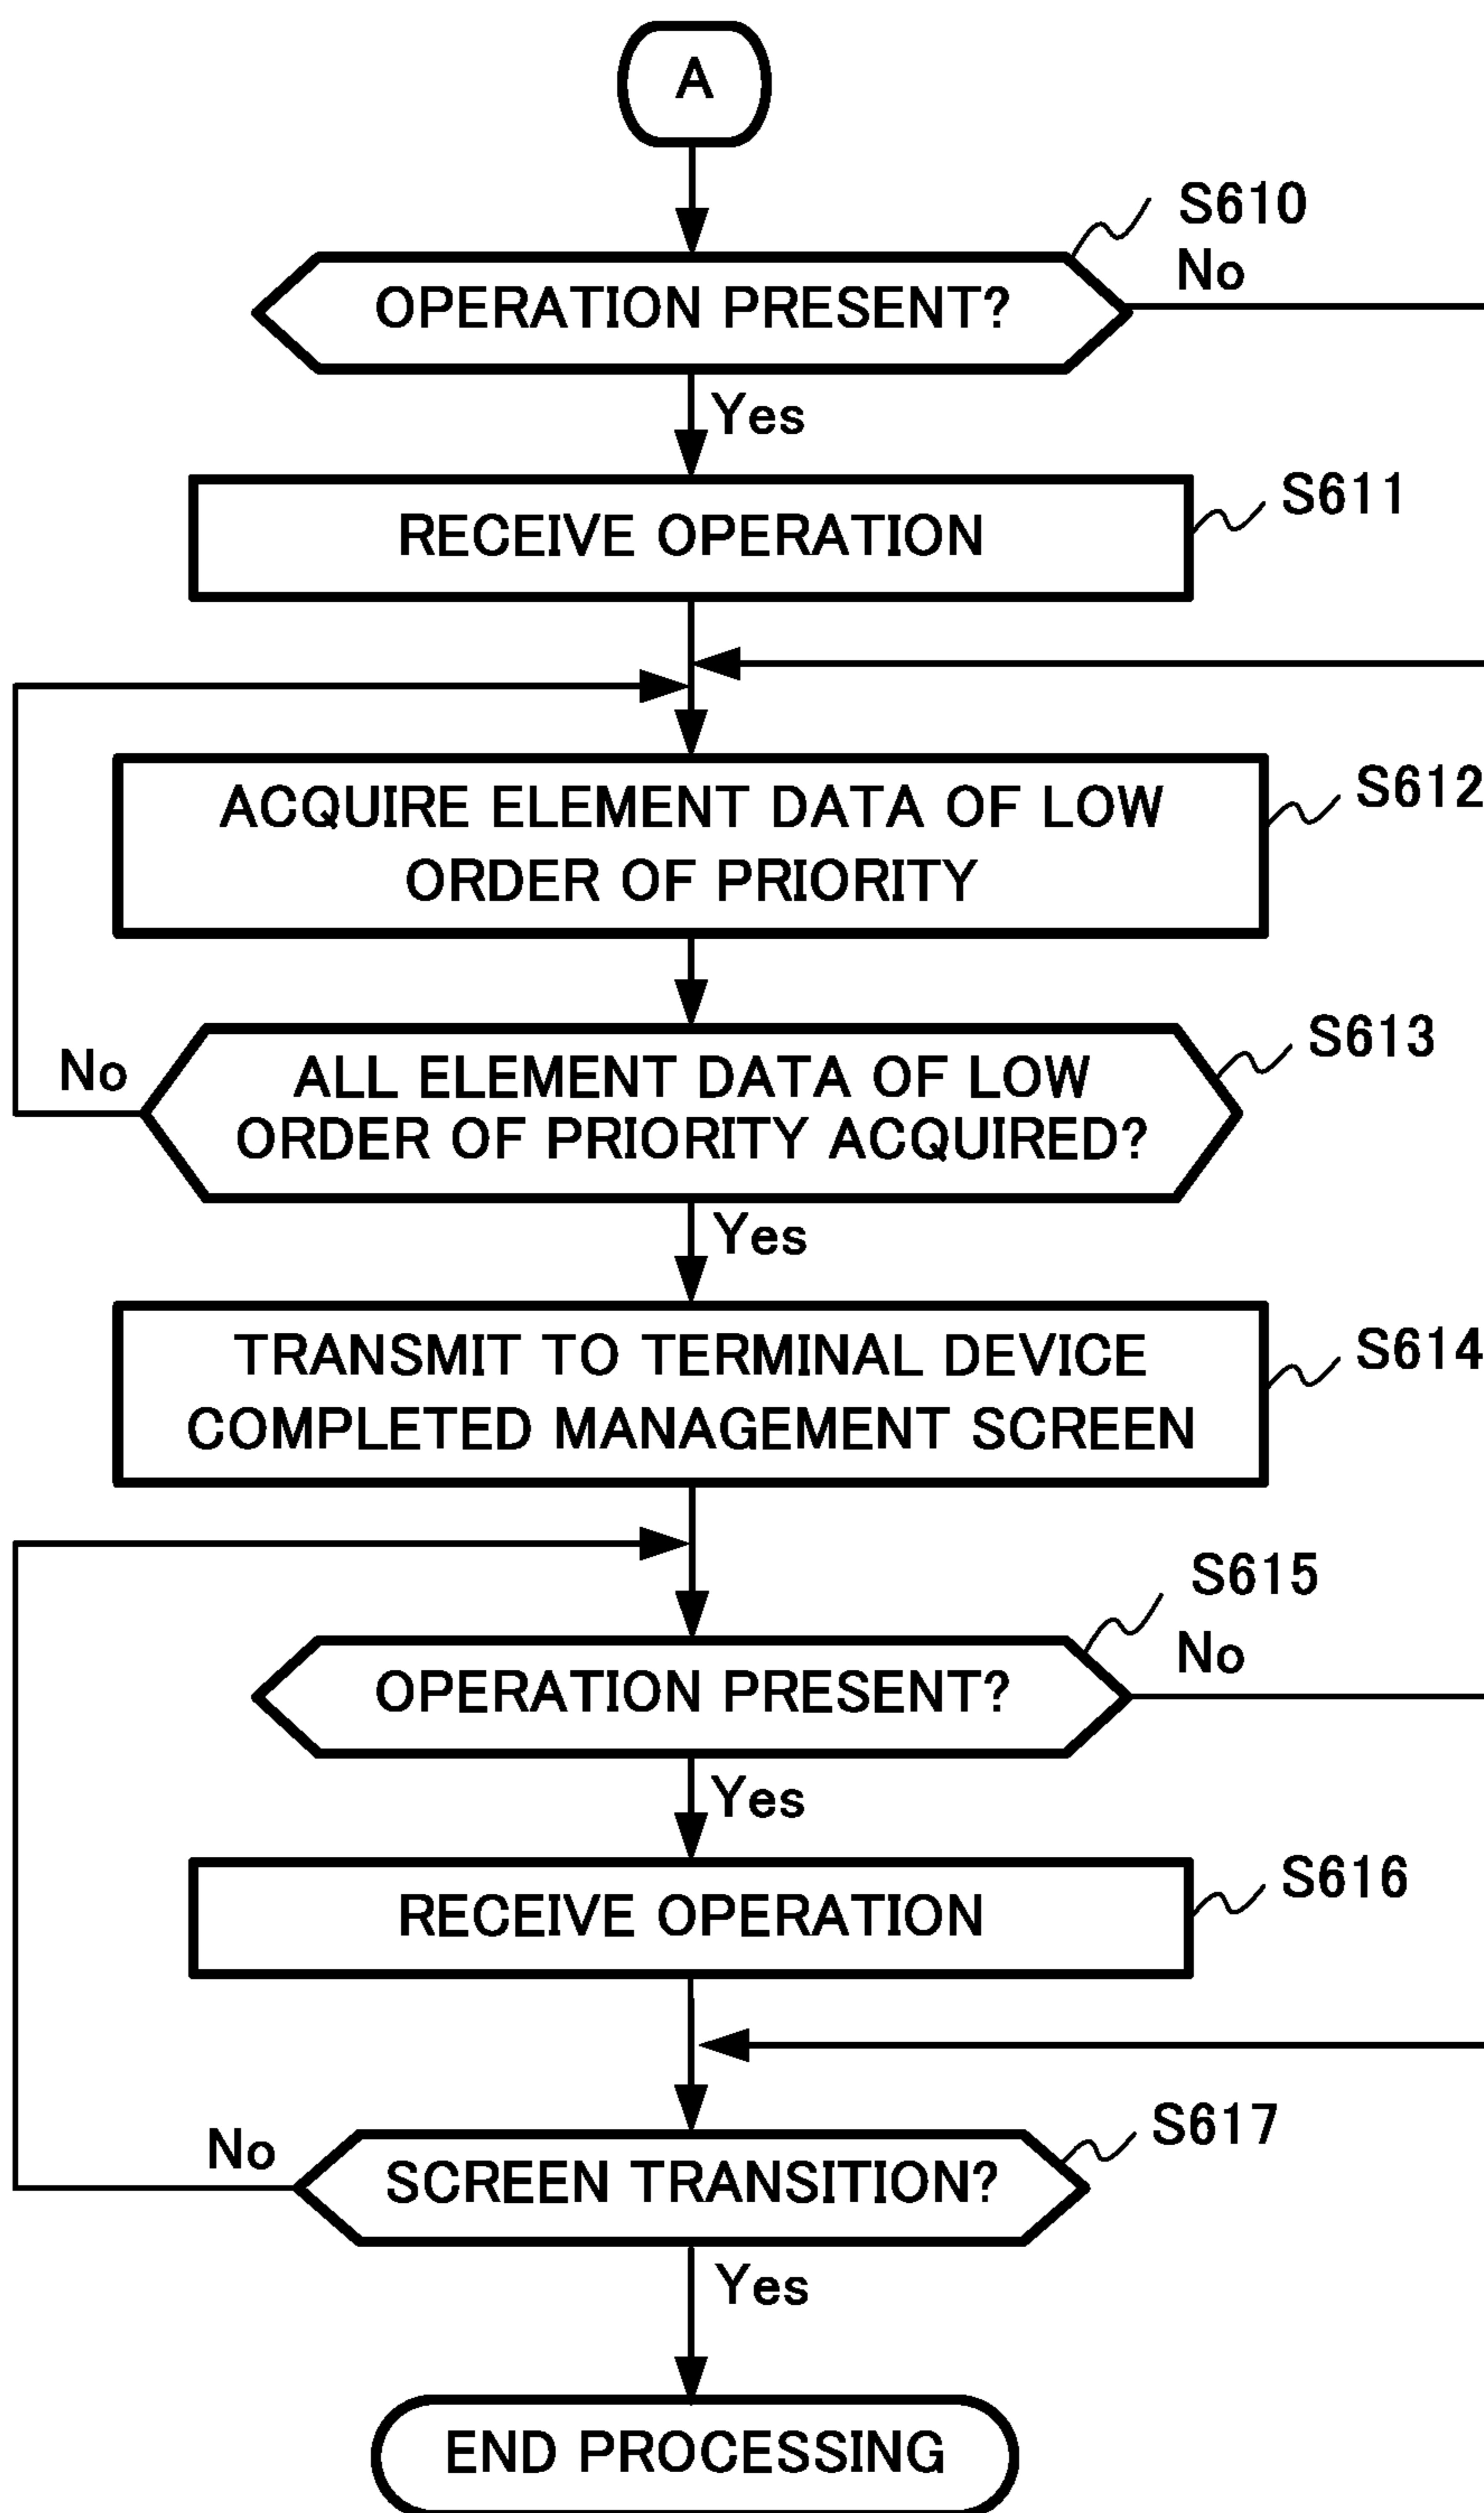 A
S610
No
OPERATION PRESENT?
Yes
S611
RECEIVE OPERATION
S612
ACQUIRE ELEMENT DATA OF LOW
ORDER OF PRIORITY
S613
No
ALL ELEMENT DATA OF LOW
ORDER OF PRIORITY ACQUIRED?
Yes
S614
TRANSMIT TO TERMINAL DEVICE
COMPLETED MANAGEMENT SCREEN
S615
No
OPERATION PRESENT?
Yes
S616
RECEIVE OPERATION
S617
No
SCREEN TRANSITION?
Yes
END PROCESSING